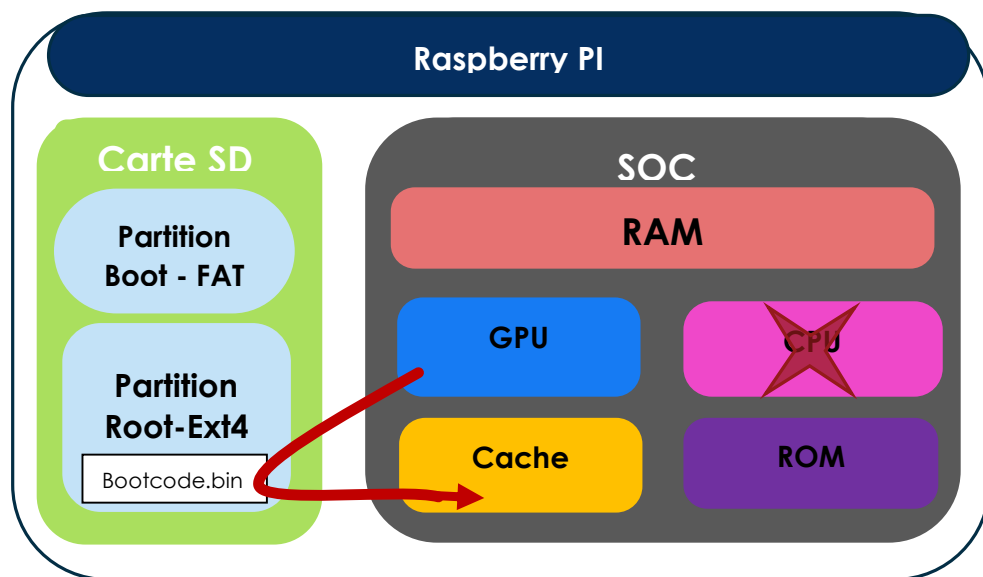 Raspberry PI
Carte SD
Partition
Boot - FAT
Partition
Root-Ext4
Bootcode.bin
SOC
RAM
GPU
CPU
Cache
ROM